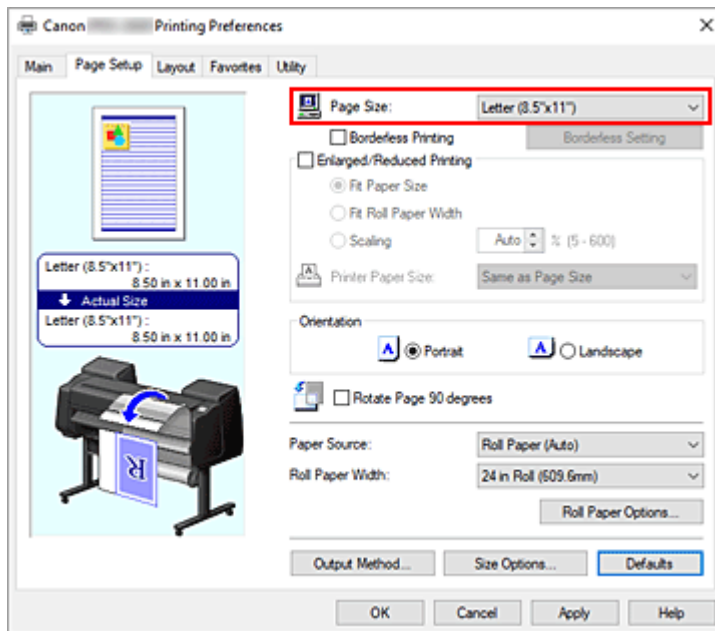 Canon Printing Preferences
Main Page Setup Layout Favorites Utility
Page Size: Letter (8.5"x11")
Borderless Printing Borderless Setting
Enlarged/Reduced Printing
Fit Paper Size
Fit Roll Paper Width
Scaling Auto % (5 - 600)
Printer Paper Size: Same as Page Size
Letter (8.5"x11") :
8.50 in x 11.00 in
Actual Size
Letter (8.5"x11") :
8.50 in x 11.00 in
Orientation
A Portrait A Landscape
Rotate Page 90 degrees
Paper Source: Roll Paper (Auto)
Roll Paper Width: 24 in Roll (609.6mm)
Roll Paper Options...
R
Output Method... Size Options... Defaults
OK Cancel Apply Help